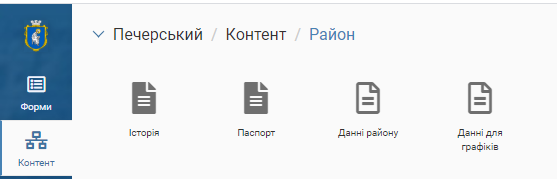 Печерський / Контент / Район
Форми
Контент
Історія
Паспорт
Данні району
Данні для
графіків